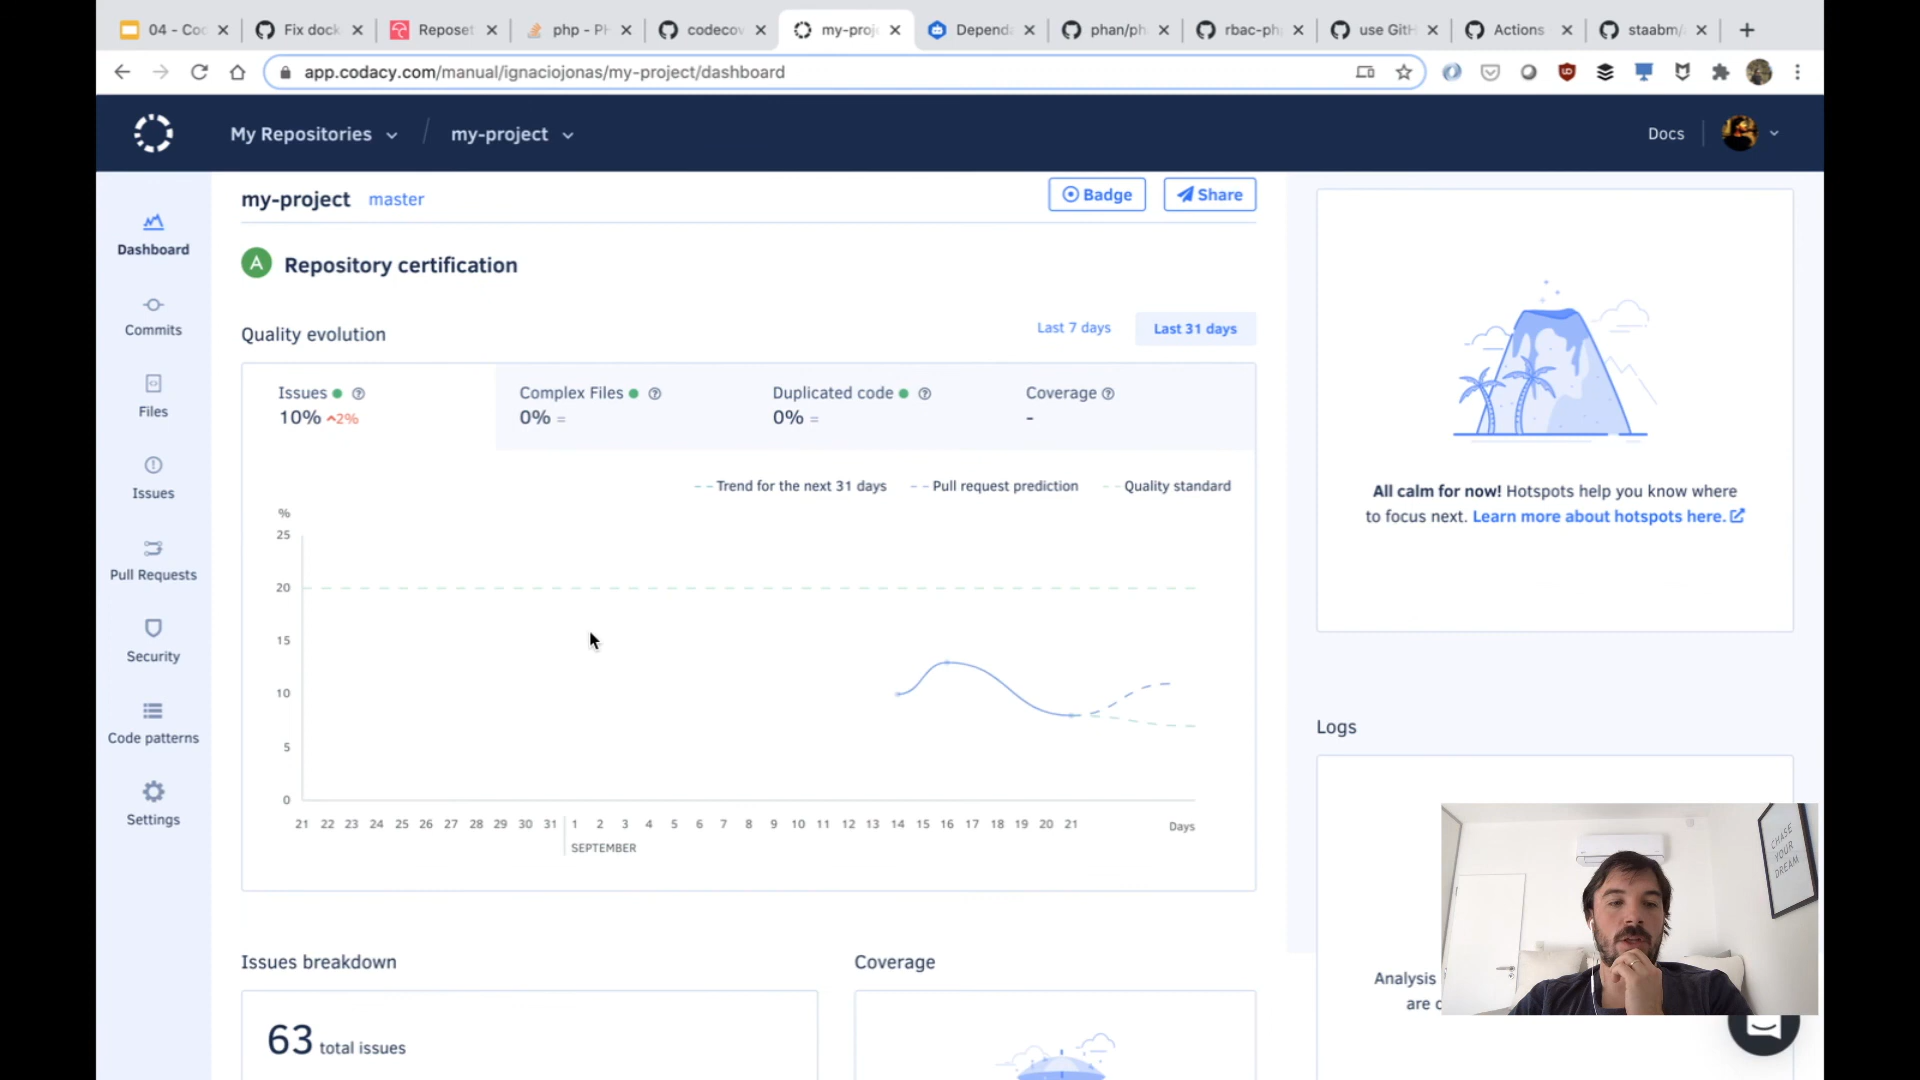 04 - Coc
Fix dock
Reposet
php - PH
codecov
my-proj
Depend
phan/ph
rbac-ph
use GitH
Actions
staabm/
app.codacy.com/manual/ignaciojonas/my-project/dashboard
My Repositories / my-project
Docs
my-project master
Badge
Share
Dashboard
Commits
Files
Issues
Pull Requests
Security
Code patterns
Settings
A Repository certification
Quality evolution
Last 7 days
Last 31 days
Issues
10% 2%
Complex Files
0% =
Duplicated code
0% =
Coverage
-
Trend for the next 31 days
Pull request prediction
Quality standard
%
25
20
15
10
5
0
21 22 23 24 25 26 27 28 29 30 31 1 2 3 4 5 6 7 8 9 10 11 12 13 14 15 16 17 18 19 20 21
Days
SEPTEMBER
All calm for now! Hotspots help you know where
to focus next. Learn more about hotspots here.
Logs
Analysis
are
CHASE
YOUR
DREAM
Issues breakdown
63 total issues
Coverage